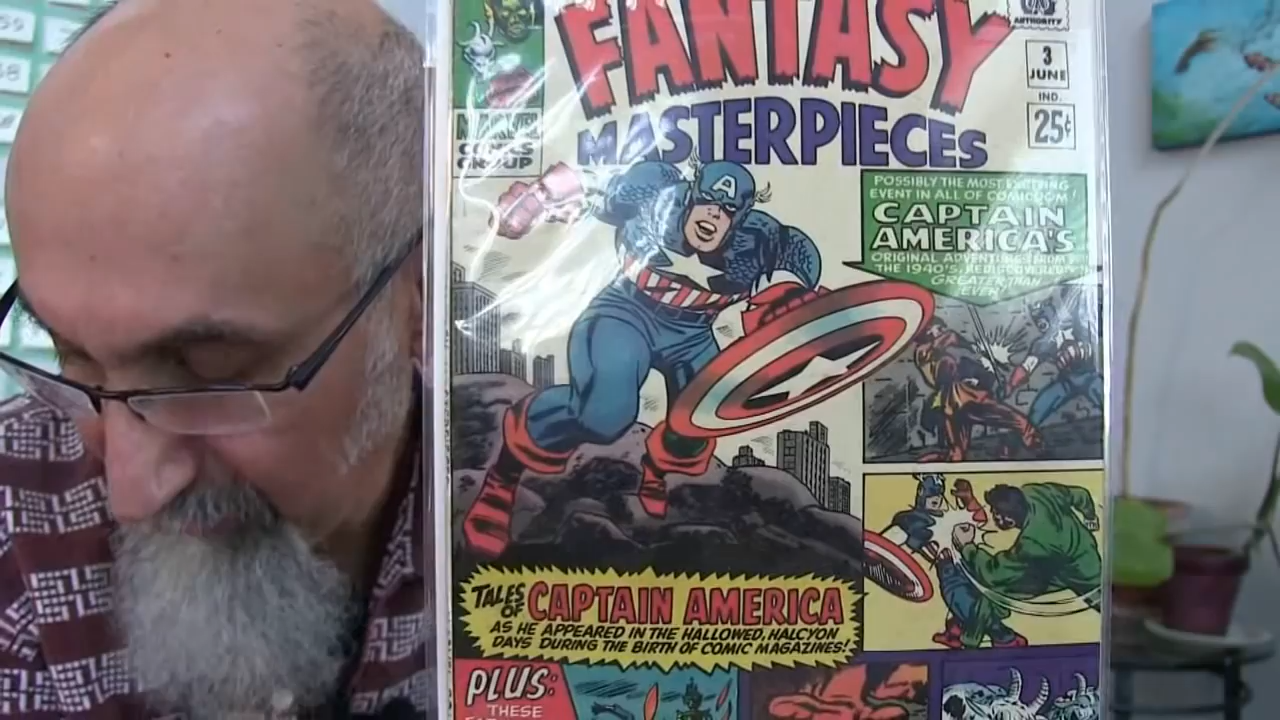 59
FANTASY
MASTERPIECES
MARVEL
COMICS
GROUP
AUTHORITY
3
JUNE
IND.
25¢
A
POSSIBLY THE MOST EXCITING
EVENT IN ALL OF COMICDOM!
CAPTAIN
AMERICA'S
ORIGINAL ADVENTURES FROM
THE 1940'S, REDISCOVERED
GREATER THAN
EVER!
TALES
OF CAPTAIN AMERICA
AS HE APPEARED IN THE HALLOWED, HALCYON
DAYS DURING THE BIRTH OF COMIC MAGAZINES!
PLUS:
THESE